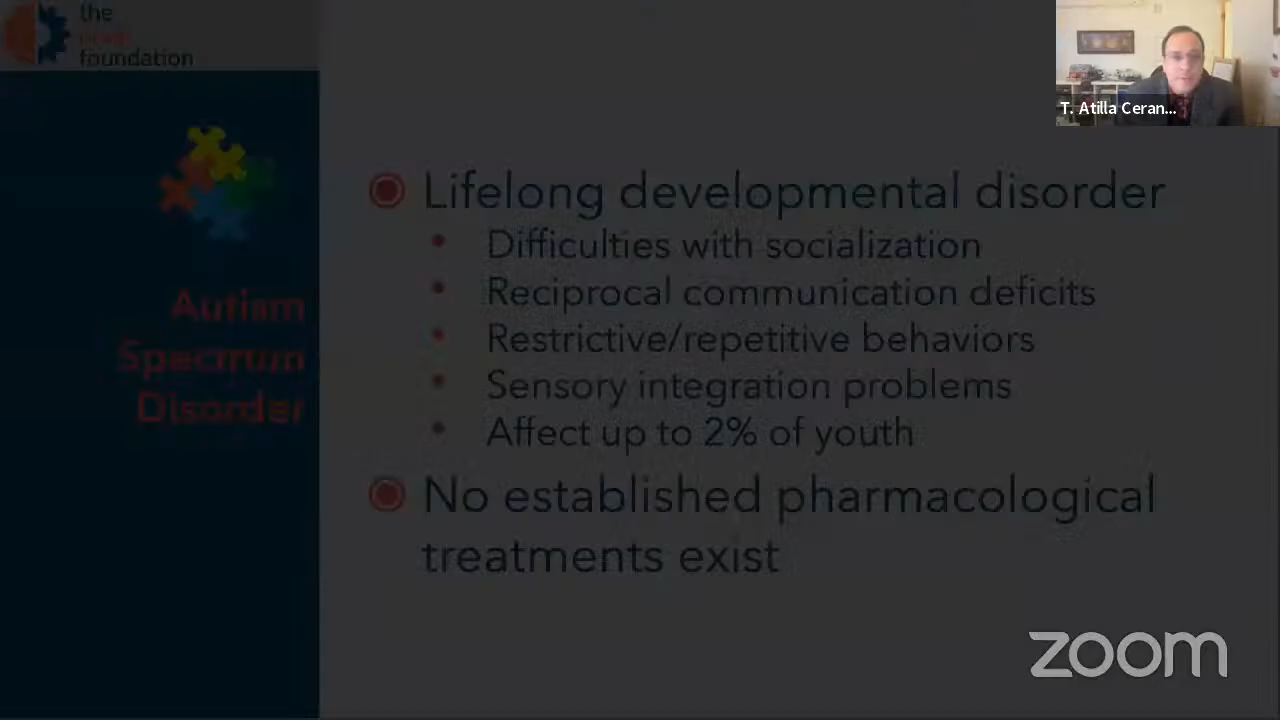 the
foundation
T. Atilla Ceran...
Autism
Spectrum
Disorder
Lifelong developmental disorder
Difficulties with socialization
Reciprocal communication deficits
Restrictive/repetitive behaviors
Sensory integration problems
Affect up to 2% of youth
No established pharmacological
treatments exist
zoom